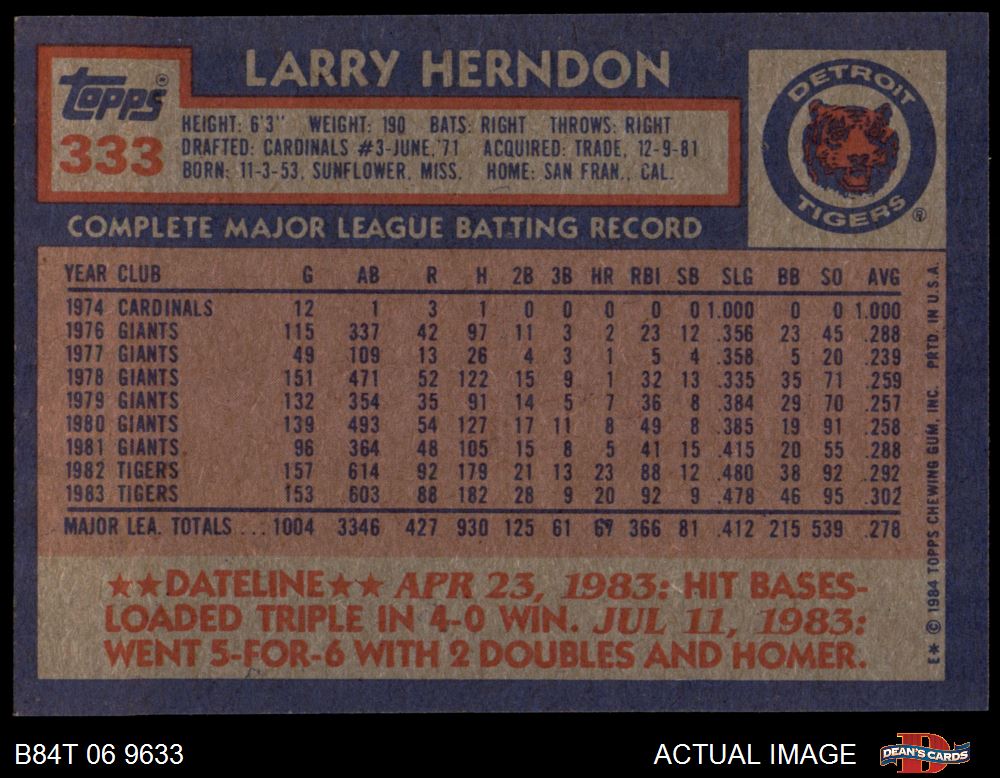 LARRY HERNDON
Topps®
333
HEIGHT: 6'3" WEIGHT: 190 BATS: RIGHT THROWS: RIGHT
DRAFTED: CARDINALS #3-JUNE,'71 ACQUIRED: TRADE, 12-9-81
BORN: 11-3-53, SUNFLOWER, MISS. HOME: SAN FRAN., CAL.
DETROIT
TIGERS ®
COMPLETE MAJOR LEAGUE BATTING RECORD
YEAR CLUB G AB R H 2B 3B HR RBI SB SLG BB SO AVG
1974 CARDINALS 12 1 3 1 0 0 0 0 0 1.000 0 0 1.000
1976 GIANTS 115 337 42 97 11 3 2 23 12 .356 23 45 .288
1977 GIANTS 49 109 13 26 4 3 1 5 4 .358 5 20 .239
1978 GIANTS 151 471 52 122 15 9 1 32 13 .335 35 71 .259
1979 GIANTS 132 354 35 91 14 5 7 36 8 .384 29 70 .257
1980 GIANTS 139 493 54 127 17 11 8 49 8 .385 19 91 .258
1981 GIANTS 96 364 48 105 15 8 5 41 15 .415 20 55 .288
1982 TIGERS 157 614 92 179 21 13 23 88 12 .480 38 92 .292
1983 TIGERS 153 603 88 182 28 9 20 92 9 .478 46 95 .302
MAJOR LEA. TOTALS ... 1004 3346 427 930 125 61 67 366 81 .412 215 539 .278
★★DATELINE★★ APR 23, 1983: HIT BASES-
LOADED TRIPLE IN 4-0 WIN. JUL 11, 1983:
WENT 5-FOR-6 WITH 2 DOUBLES AND HOMER.
E* © 1984 TOPPS CHEWING GUM, INC. PRTD. IN U.S.A.
B84T 06 9633
ACTUAL IMAGE
D
DEAN'S CARDS